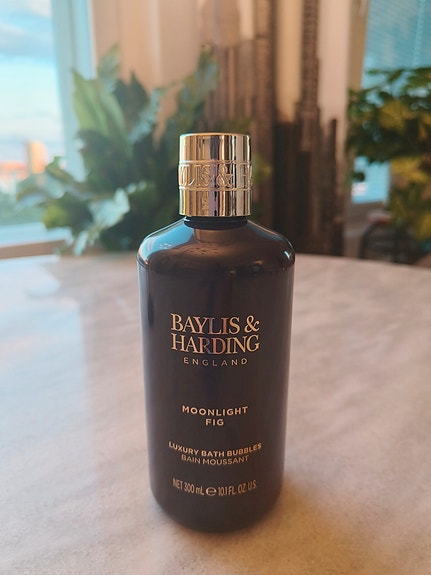 BAYLIS &
HARDING
ENGLAND
MOONLIGHT
FIG
LUXURY BATH BUBBLES
BAIN MOUSSANT
NET 300 mL ℮ 10.1 FL. OZ. U.S.